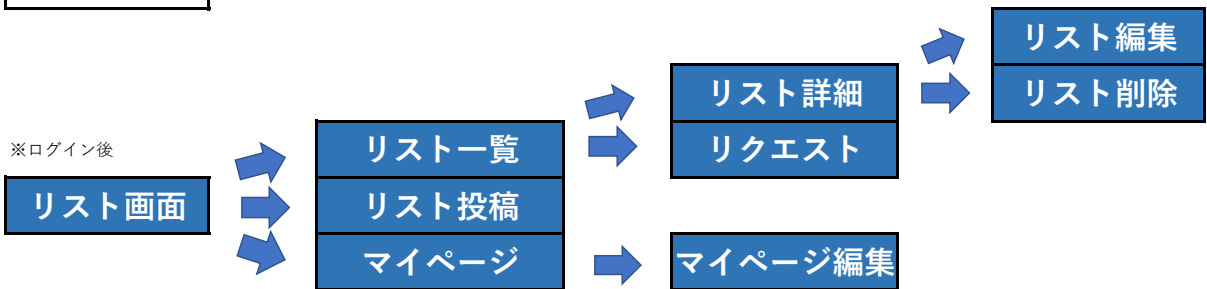 リスト編集
リスト詳細
リスト削除
※ログイン後
リスト一覧
リクエスト
リスト画面
リスト投稿
マイページ
マイページ編集